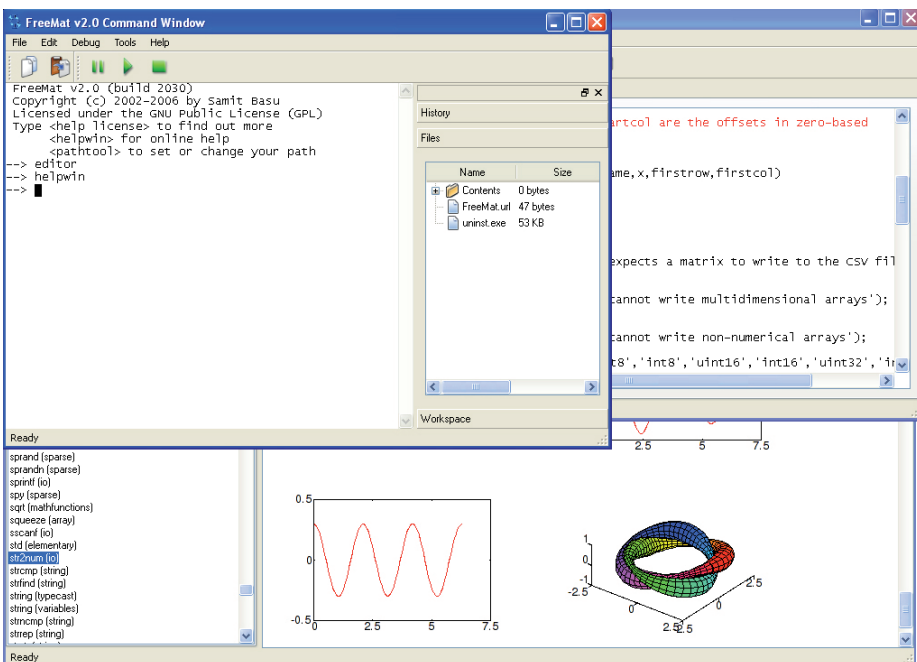 FreeMat v2.0 Command Window
File Edit Debug Tools Help
FreeMat v2.0 (build 2030)
Copyright (c) 2002-2006 by Samit Basu
Licensed under the GNU Public License (GPL)
Type <help license> to find out more
<helpwin> for online help
<pathtool> to set or change your path
--> editor
--> helpwin
-->
History
Files
Name Size
Contents 0 bytes
FreeMat.url 47 bytes
uninst.exe 53 KB
Workspace
Ready
artcol are the offsets in zero-based
ame,x,firstrow,firstcol)
expects a matrix to write to the CSV fil
cannot write multidimensional arrays');
cannot write non-numerical arrays');
t8','int8','uint16','int16','uint32','in
2.5 5 7.5
sprand (sparse)
sprandn (sparse)
sprintf (io)
spy (sparse)
sqrt (mathfunctions)
squeeze (array)
sscanf (io)
std (elementary)
str2num (io)
strcmp (string)
strfind (string)
string (typecast)
string (variables)
strncmp (string)
strrep (string)
0.5
0
-0.5
0 2.5 5 7.5
1
0
-1
-2.5
0
2.5
-2.5
0
2.5
Ready